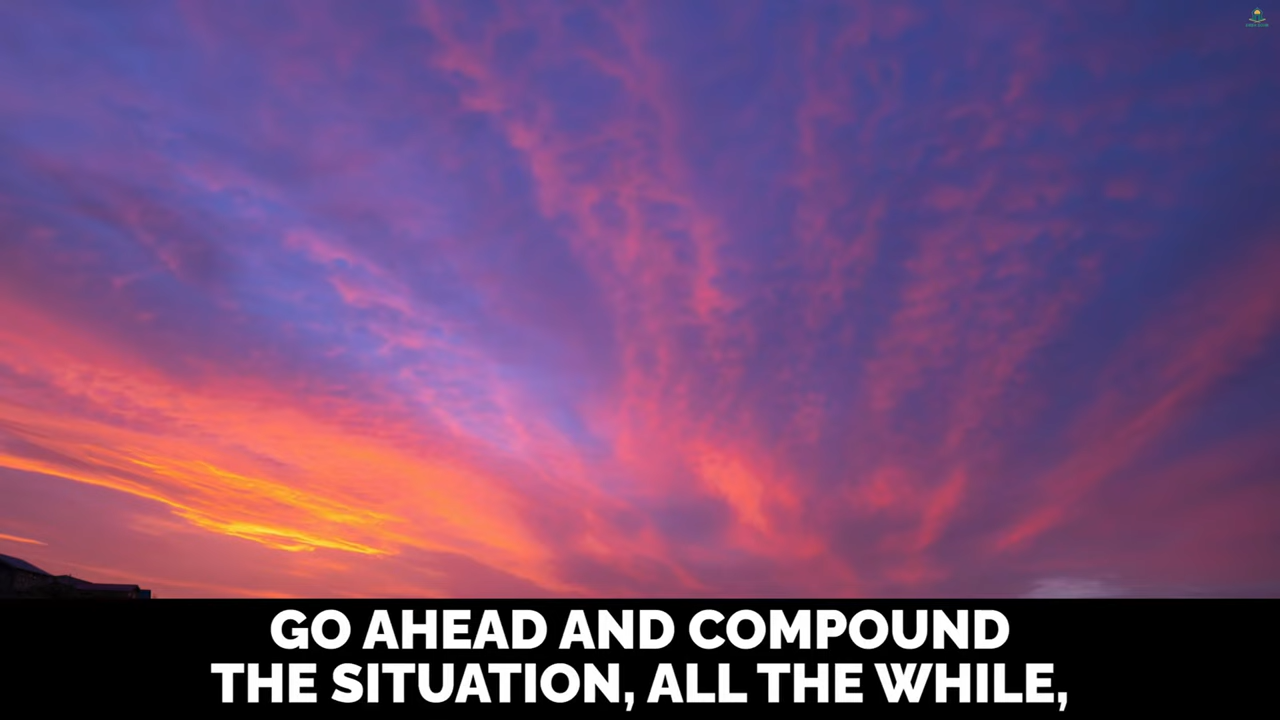 GO AHEAD AND COMPOUND
THE SITUATION, ALL THE WHILE,